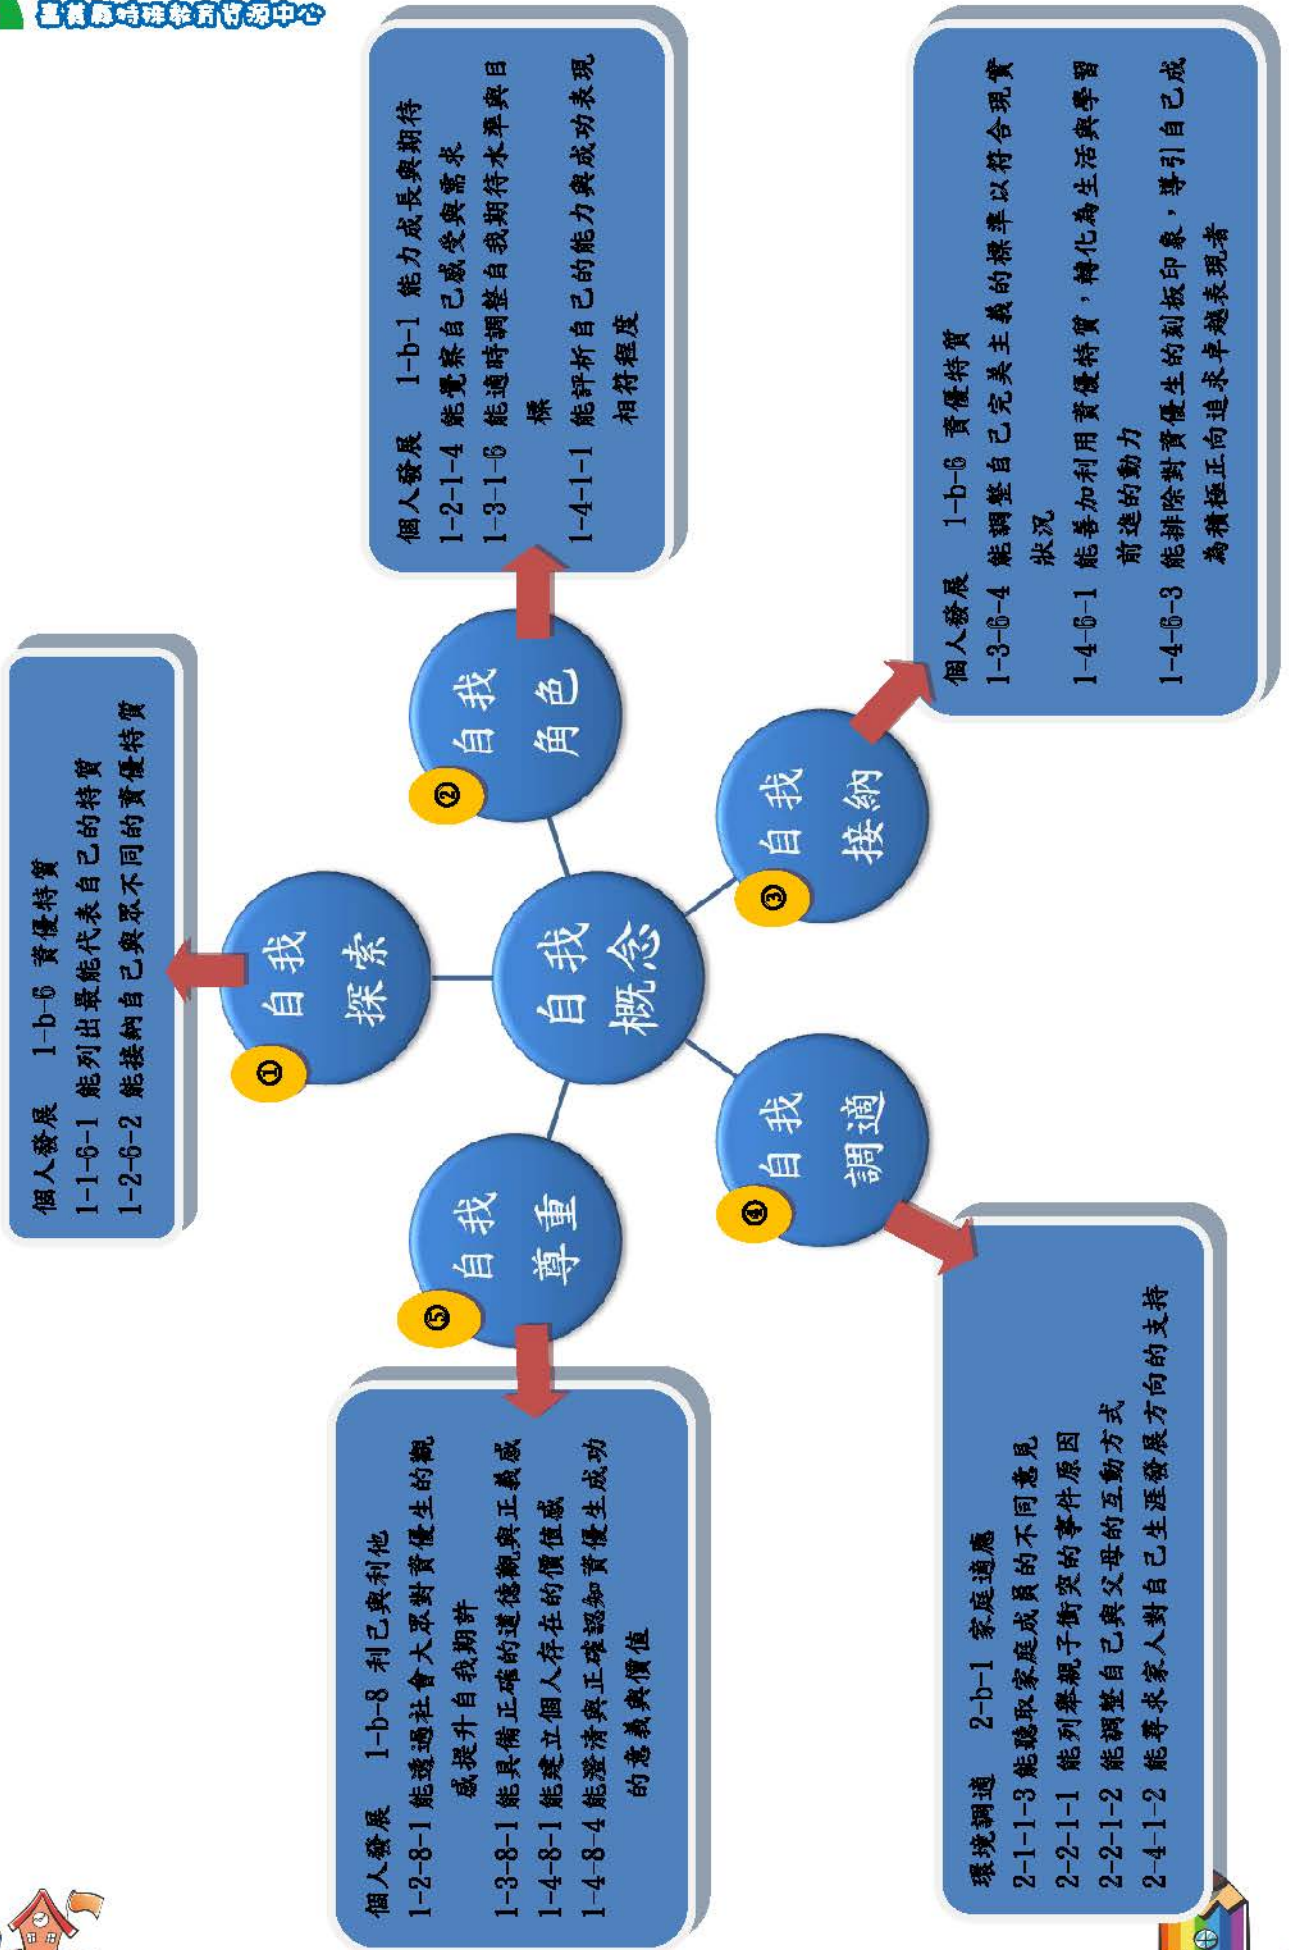 嘉義縣特殊教育資源中心
個人發展 1-b-6 資優特質
1-1-6-1 能列出最能代表自己的特質
1-2-6-2 能接納自己與眾不同的資優特質
①
自我
探索
個人發展 1-b-1 能力成長與期待
1-2-1-4 能覺察自己感受與需求
1-3-1-6 能適時調整自我期待水準與目
標
1-4-1-1 能評析自己的能力與成功表現
相符程度
②
自我
角色
個人發展 1-b-6 資優特質
1-3-6-4 能調整自己完美主義的標準以符合現實
狀況
1-4-6-1 能善加利用資優特質，轉化為生活與學習
前進的動力
1-4-6-3 能排除對資優生的刻板印象，導引自己成
為積極正向追求卓越表現者
③
自我
接納
環境調適 2-b-1 家庭適應
2-1-1-3 能聽取家庭成員的不同意見
2-2-1-1 能列舉親子衝突的事件原因
2-2-1-2 能調整自己與父母的互動方式
2-4-1-2 能尋求家人對自己生涯發展方向的支持
④
自我
調適
個人發展 1-b-8 利己與利他
1-2-8-1 能透過社會大眾對資優生的觀
感提升自我期許
1-3-8-1 能具備正確的道德觀與正義感
1-4-8-1 能建立個人存在的價值感
1-4-8-4 能澄清與正確認知資優生成功
的意義與價值
⑤
自我
尊重
自我
概念